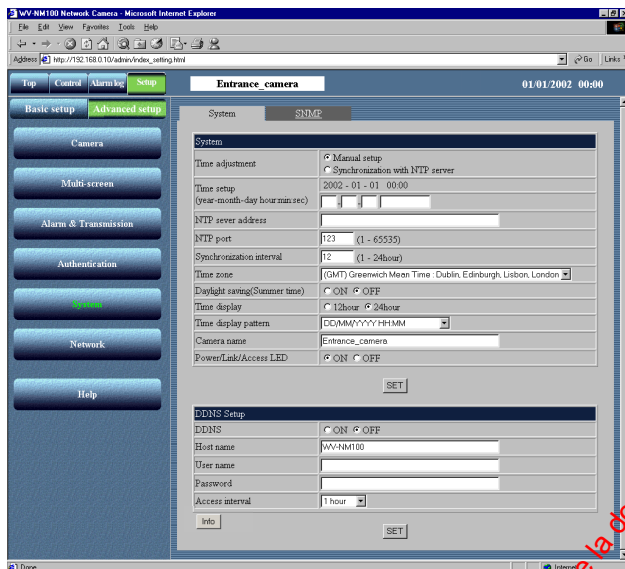 WV-NM100 Network Camera - Microsoft Internet Explorer
File Edit View Favorites Tools Help
Address http://192.168.0.10/admin/index_setting.html Go Links
Top Control Alarm log Setup Entrance_camera 01/01/2002 00:00
Basic setup Advanced setup
System SNMP
Camera
Multi-screen
Alarm & Transmission
Authentication
System
Network
Help
System
Time adjustment Manual setup
Synchronization with NTP server
Time setup
(year-month-day hour:min:sec) 2002 - 01 - 01 00:00
- -
NTP sever address
NTP port 123 (1 - 65535)
Synchronization interval 12 (1 - 24hour)
Time zone (GMT) Greenwich Mean Time : Dublin, Edinburgh, Lisbon, London
Daylight saving(Summer time) ON OFF
Time display 12hour 24hour
Time display pattern DD/MM/YYYY HH:MM
Camera name Entrance_camera
Power/Link/Access LED ON OFF
SET
DDNS Setup
DDNS ON OFF
Host name WV-NM100
User name
Password
Access interval 1 hour
Info
SET
e la do
Done Internet